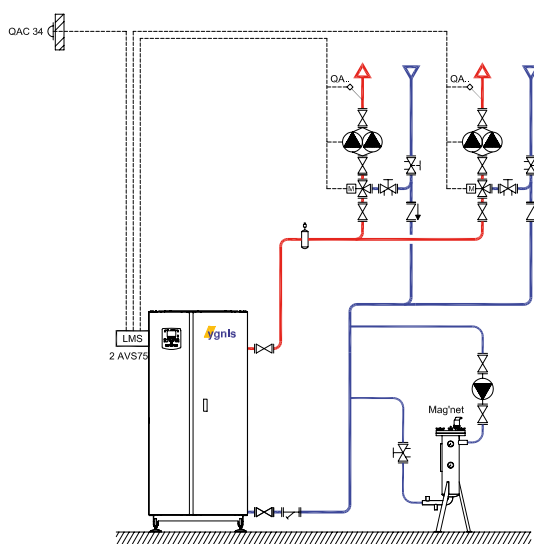 QAC 34
QA..
QA..
M
M
LMS
2 AVS75
ygnis
Mag'net